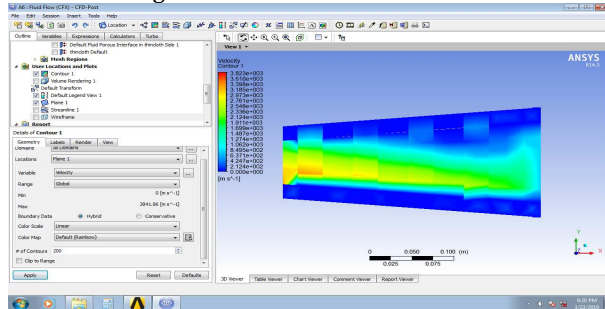 A6 : Fluid Flow (CFX) - CFD-Post
File Edit Session Insert Tools Help
Location
Outline Variables Expressions Calculators Turbo
Default Fluid Porous Interface in thincloth Side 1
thincloth Default
Mesh Regions
User Locations and Plots
Contour 1
Volume Rendering 1
Default Transform
Default Legend View 1
Plane 1
Streamline 1
Wireframe
Report
Details of Contour 1
Geometry Labels Render View
Domains All Domains
Locations Plane 1
Variable Velocity
Range Global
Min 0 [m s^-1]
Max
Boundary Data Hybrid Conservative
Color Scale Linear
Color Map Default (Rainbow)
# of Contours 200
Clip to Range
Apply Reset Defaults
View 1
Velocity
Contour 1
3.823e+003
3.610e+003
3.398e+003
3.185e+003
2.973e+003
2.761e+003
2.548e+003
2.336e+003
2.124e+003
1.911e+003
1.699e+003
1.487e+003
1.274e+003
1.062e+003
8.495e+002
6.371e+002
4.247e+002
2.124e+002
0.000e+000
[m s^-1]
ANSYS
R14.5
0 0.050 0.100 (m)
0.025 0.075
Y
X
3D Viewer Table Viewer Chart Viewer Comment Viewer Report Viewer
9:20 PM